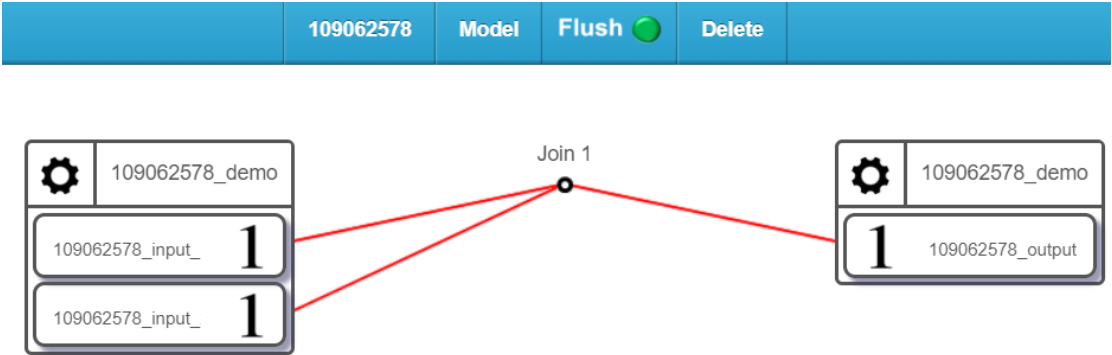 109062578 Model Flush Delete
Join 1
109062578_demo
109062578_input_ 1
109062578_input_ 1
109062578_demo
1 109062578_output